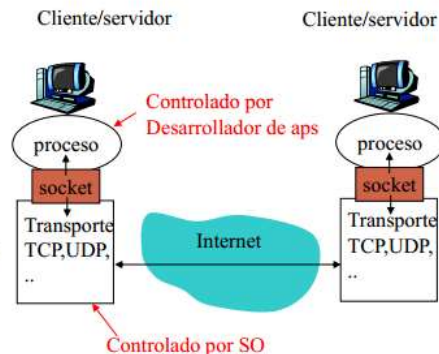 Cliente/servidor
Cliente/servidor
Controlado por
Desarrollador de aps
proceso
proceso
socket
socket
Transporte
TCP,UDP,
..
Internet
Transporte
TCP,UDP,
..
Controlado por SO